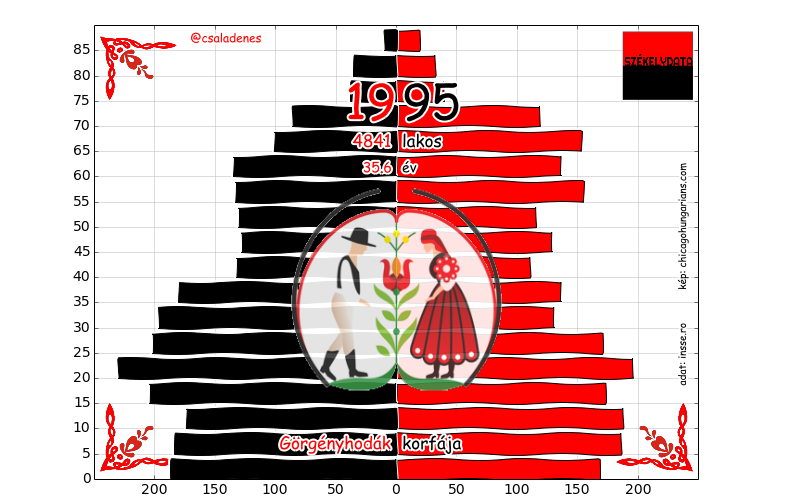 @csaladenes
SZÉKELYDATA
1995
4841 lakos
35.6 év
kép: chicagohungarians.com
adat: insse.ro
Görgényhodák korfája
85
80
75
70
65
60
55
50
45
40
35
30
25
20
15
10
5
0
200 150 100 50 0 50 100 150 200